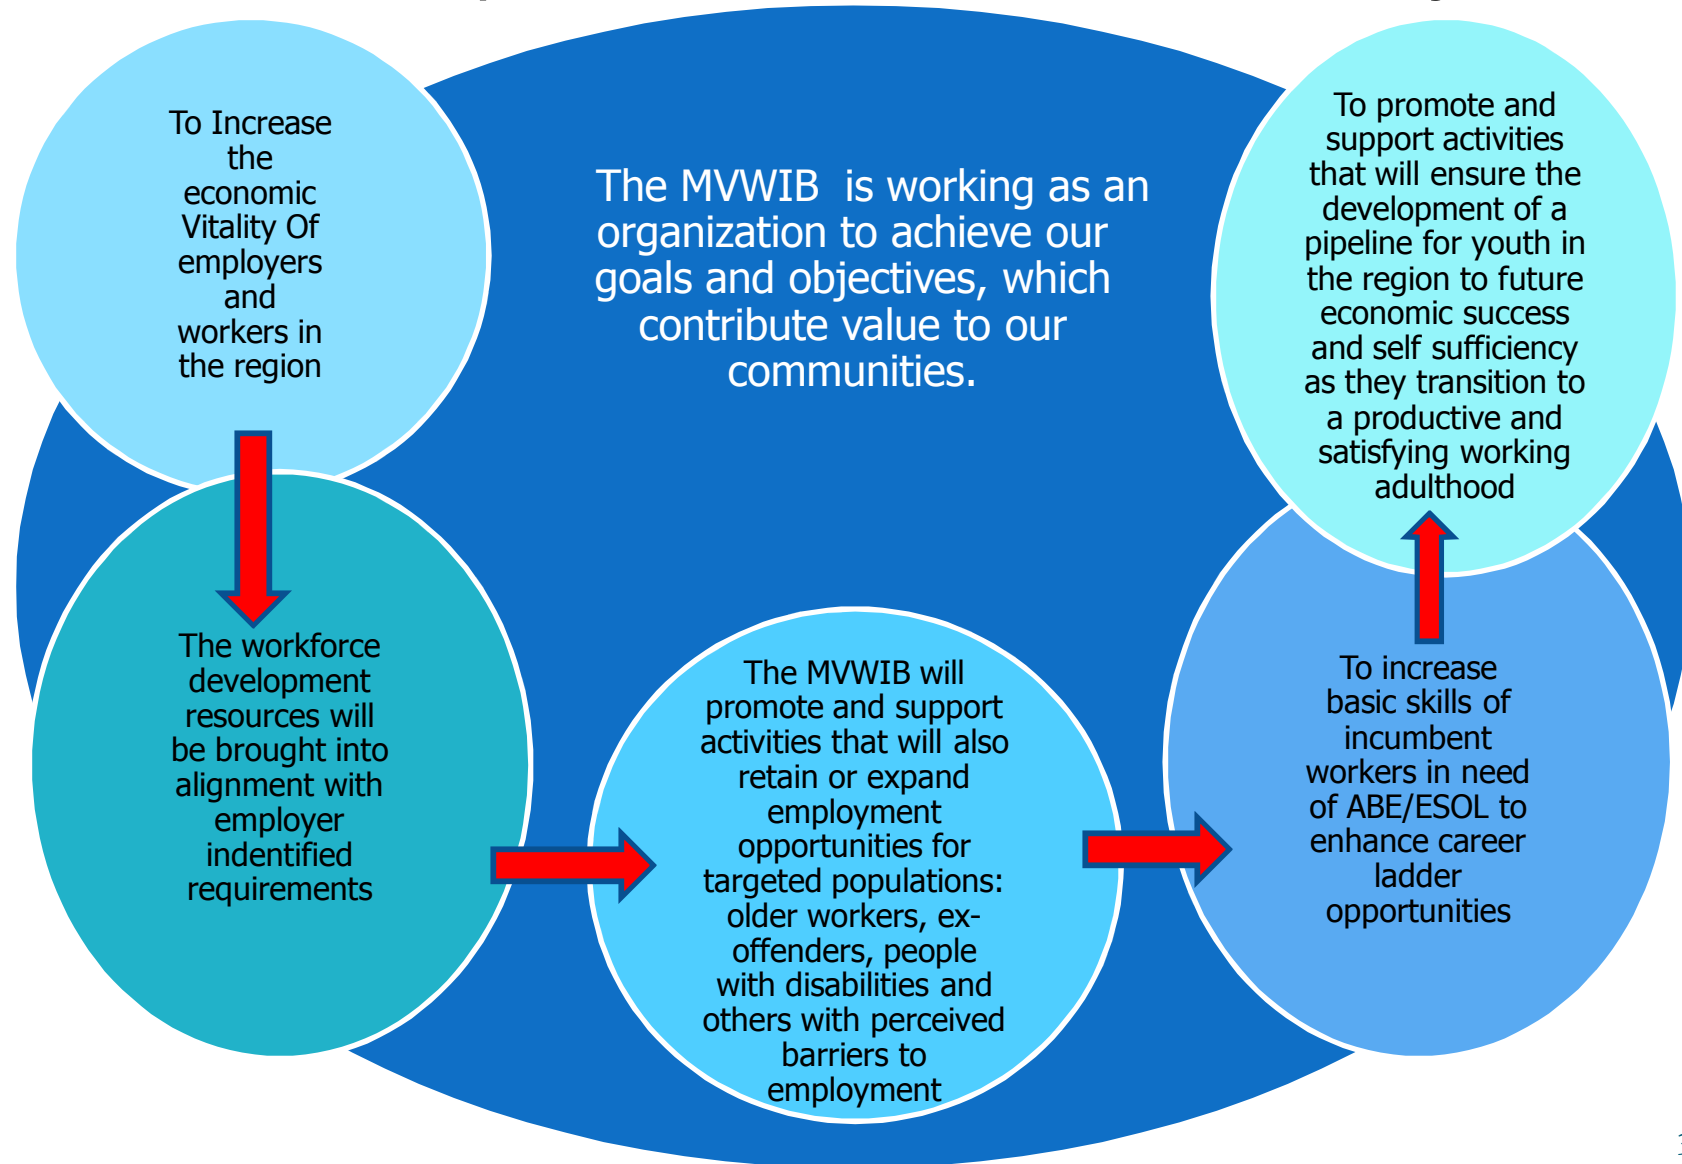 The MVWIB  is working as an
organization to achieve our
goals and objectives, which
contribute value to our
communities.
To Increase
the
economic
Vitality Of
employers
and
workers in
the region
The workforce
development
resources will
be brought into
alignment with
employer
indentified
requirements
The MVWIB will
promote and support
activities that will also
retain or expand
employment
opportunities for
targeted populations:
older workers, ex-
offenders, people
with disabilities and
others with perceived
barriers to
employment
To increase
basic skills of
incumbent
workers in need
of ABE/ESOL to
enhance career
ladder
opportunities
To promote and
support activities
that will ensure the
development of a
pipeline for youth in
the region to future
economic success
and self sufficiency
as they transition to
a productive and
satisfying working
adulthood